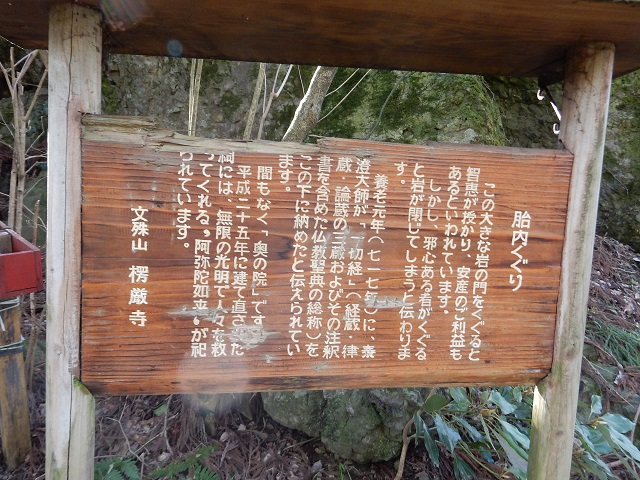 胎内ぐり
この大きな岩の門をくぐると
智恵が授かり、安産のご利益も
あるといわれています。
しかし、邪心ある者がくぐる
と岩が閉じてしまうと伝わりま
す。
養老元年(七一七年)に、泰
澄大師が「一切経」(経蔵・律
蔵・論蔵の三蔵およびその注釈
書を含めた仏教聖典の総称)を
この下に納めたと伝えられてい
ます。
間もなく「奥の院」です
平成二十五年に建て直された
祠には、無限の光明で人々を救
ってくれる"阿弥陀如来"が祀
られています。
文殊山 楞厳寺